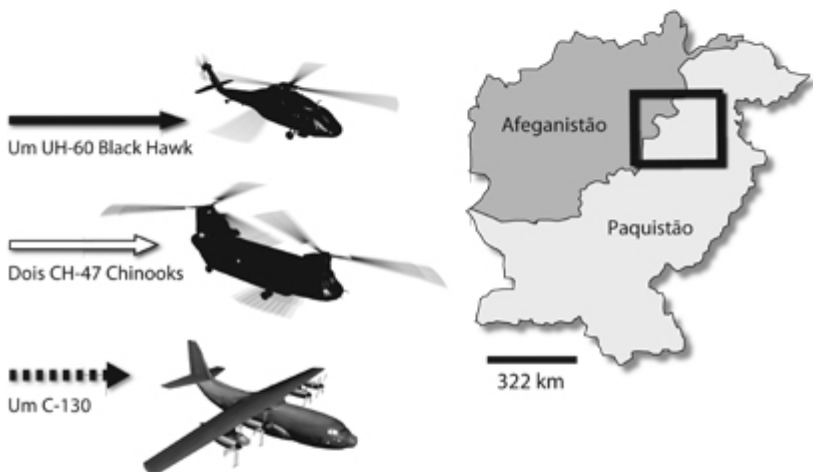 Um UH-60 Black Hawk
Dois CH-47 Chinooks
Um C-130
Afeganistão
Paquistão
322 km